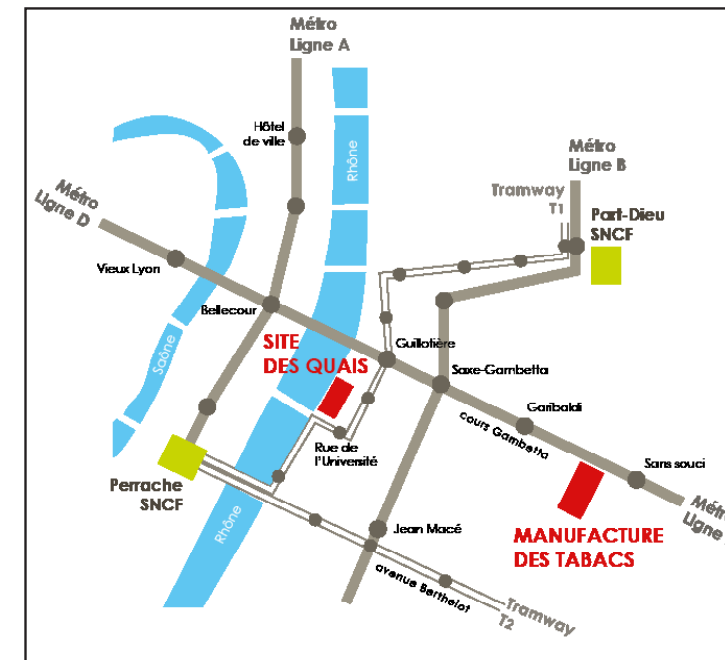 Métro
Ligne A
Hôtel
de ville
Rhône
Métro
Ligne B
Tramway
T1
Part-Dieu
SNCF
Métro
Ligne D
Vieux Lyon
Bellecour
Saône
SITE
DES QUAIS
Guillotière
Saxe-Gambetta
Garibaldi
cours Gambetta
Rue de
l'Université
Sans souci
Perrache
SNCF
Rhône
Jean Macé
MANUFACTURE
DES TABACS
Métr
Ligne
avenue Berthelot
Tramway
T2